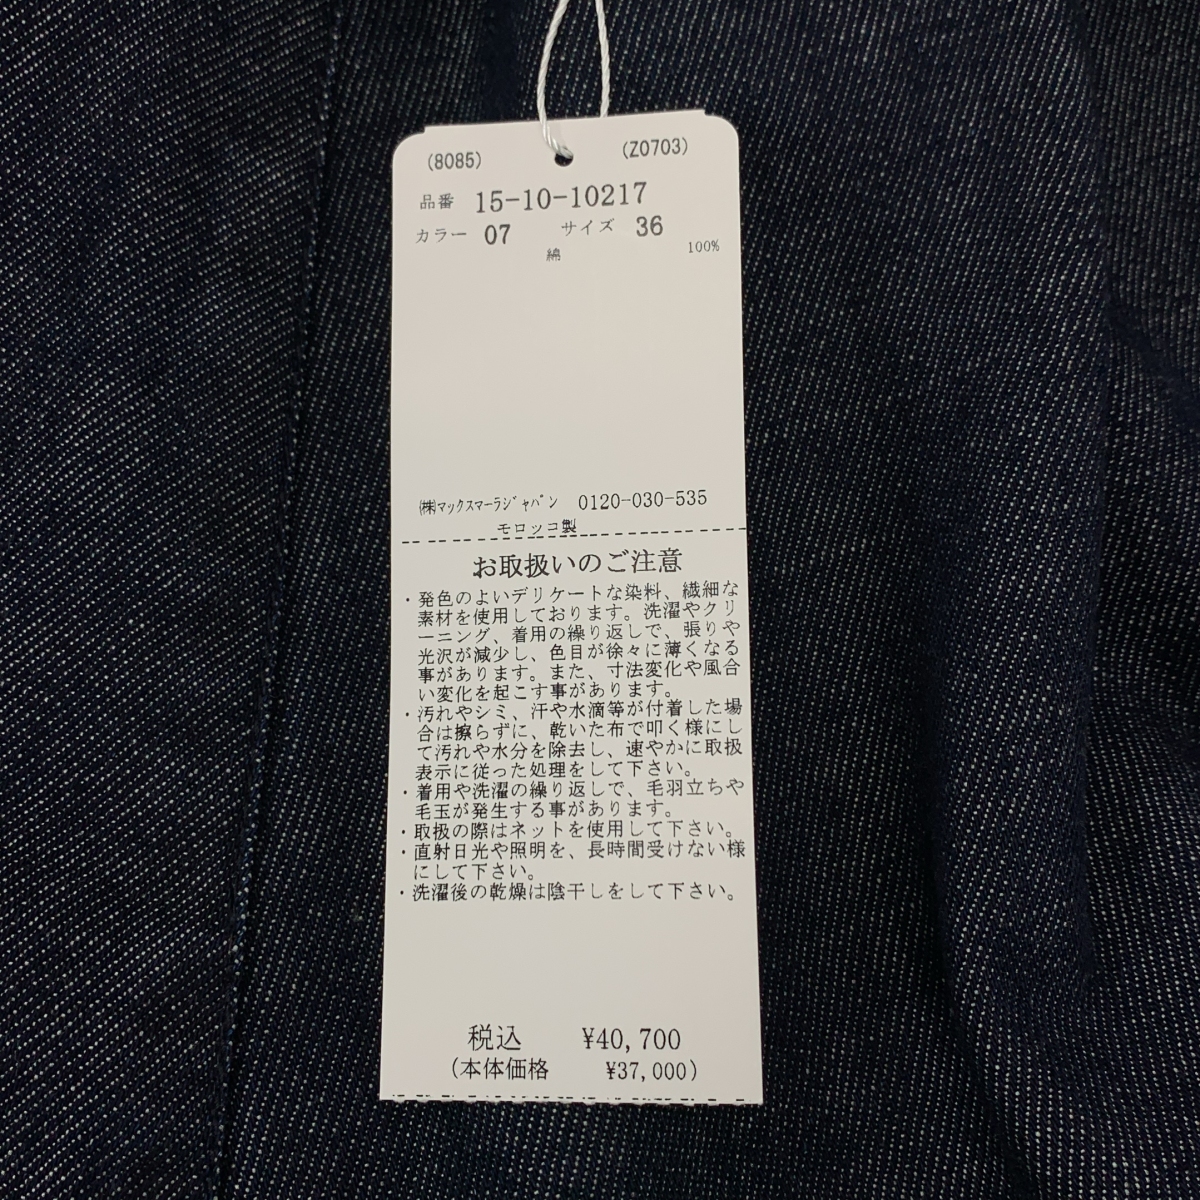 (8085) (Z0703)
品番 15-10-10217
カラー 07 サイズ 36
綿 100%
㈱ﾏｯｸｽﾏｰﾗｼﾞｬﾊﾟﾝ 0120-030-535
モロッコ製
お取扱いのご注意
・発色のよいデリケートな染料、繊細な
素材を使用しております。洗濯やクリ
ーニング、着用の繰り返しで、張りや
光沢が減少し、色目が徐々に薄くなる
事があります。また、寸法変化や風合
い変化を起こす事があります。
・汚れやシミ、汗や水滴等が付着した場
合は擦らずに、乾いた布で叩く様にし
て汚れや水分を除去し、速やかに取扱
表示に従った処理をして下さい。
・着用や洗濯の繰り返しで、毛羽立ちや
毛玉が発生する事があります。
・取扱の際はネットを使用して下さい。
・直射日光や照明を、長時間受けない様
にして下さい。
・洗濯後の乾燥は陰干しをして下さい。
税込 ¥40,700
(本体価格 ¥37,000)